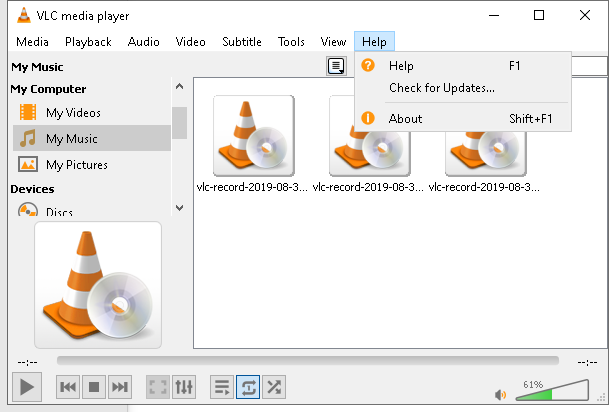 VLC media player
Media Playback Audio Video Subtitle Tools View Help
My Music
My Computer
My Videos
My Music
My Pictures
Devices
Discs
Help F1
Check for Updates...
About Shift+F1
vlc-record-2019-08-3... vlc-record-2019-08-3... vlc-record-2019-08-3...
--:-- --:--
61%